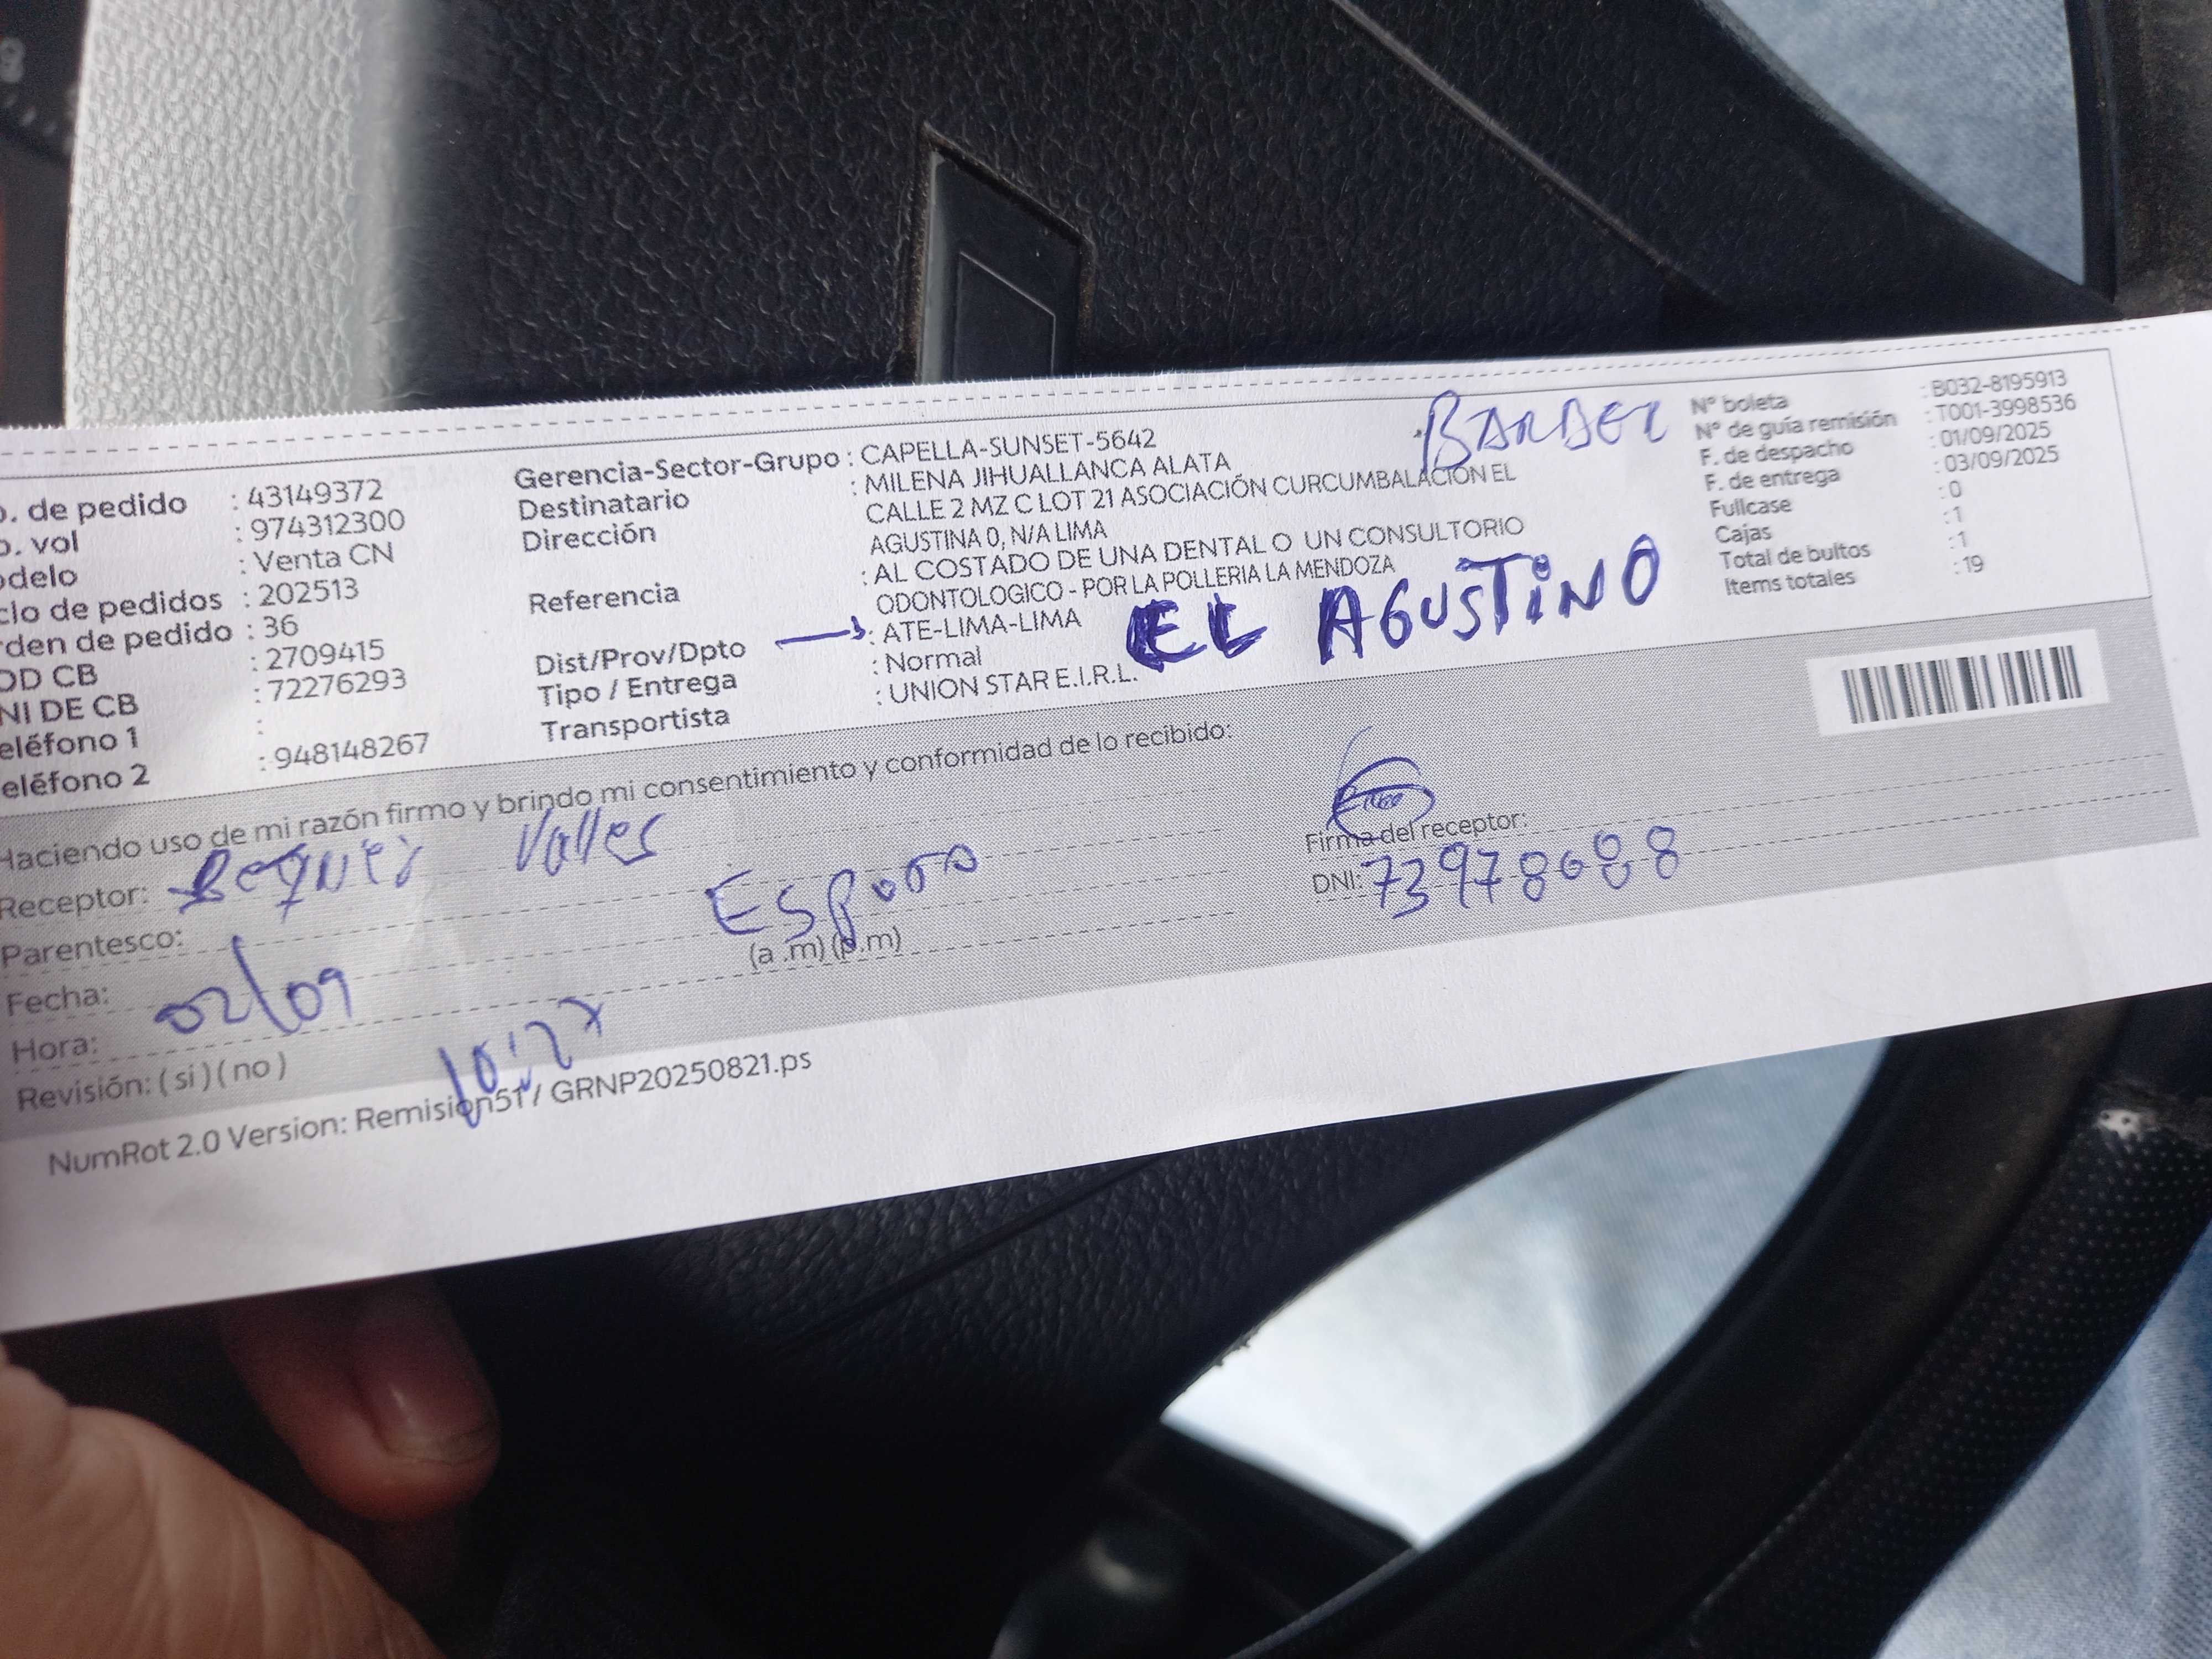 BARBER
o. de pedido : 43149372
o. vol : 974312300
odelo : Venta CN
clo de pedidos : 202513
rden de pedido : 36
OD CB : 2709415
NI DE CB : 72276293
eléfono 1 :
eléfono 2 : 948148267
Gerencia-Sector-Grupo : CAPELLA-SUNSET-5642
Destinatario : MILENA JIHUALLANCA ALATA
Dirección CALLE 2 MZ C LOT 21 ASOCIACIÓN CURCUMBALACIÓN EL
AGUSTINA 0, N/A LIMA
Referencia : AL COSTADO DE UNA DENTAL O UN CONSULTORIO
ODONTOLOGICO - POR LA POLLERIA LA MENDOZA
Dist/Prov/Dpto : ATE-LIMA-LIMA EL AGUSTINO
Tipo / Entrega : Normal
Transportista : UNION STAR E.I.R.L.
Nº boleta : B032-8195913
Nº de guía remisión : T001-3998536
F. de despacho : 01/09/2025
F. de entrega : 03/09/2025
Fullcase : 0
Cajas : 1
Total de bultos : 1
Items totales : 19
Haciendo uso de mi razón firmo y brindo mi consentimiento y conformidad de lo recibido:
Receptor: Valles
Parentesco: Esposo
Fecha: 02/09
(a .m) (p.m)
Hora: 10:27
Revisión: ( si ) ( no )
Firma del receptor:
DNI: 73978688
NumRot 2.0 Version: Remision51 / GRNP20250821.ps